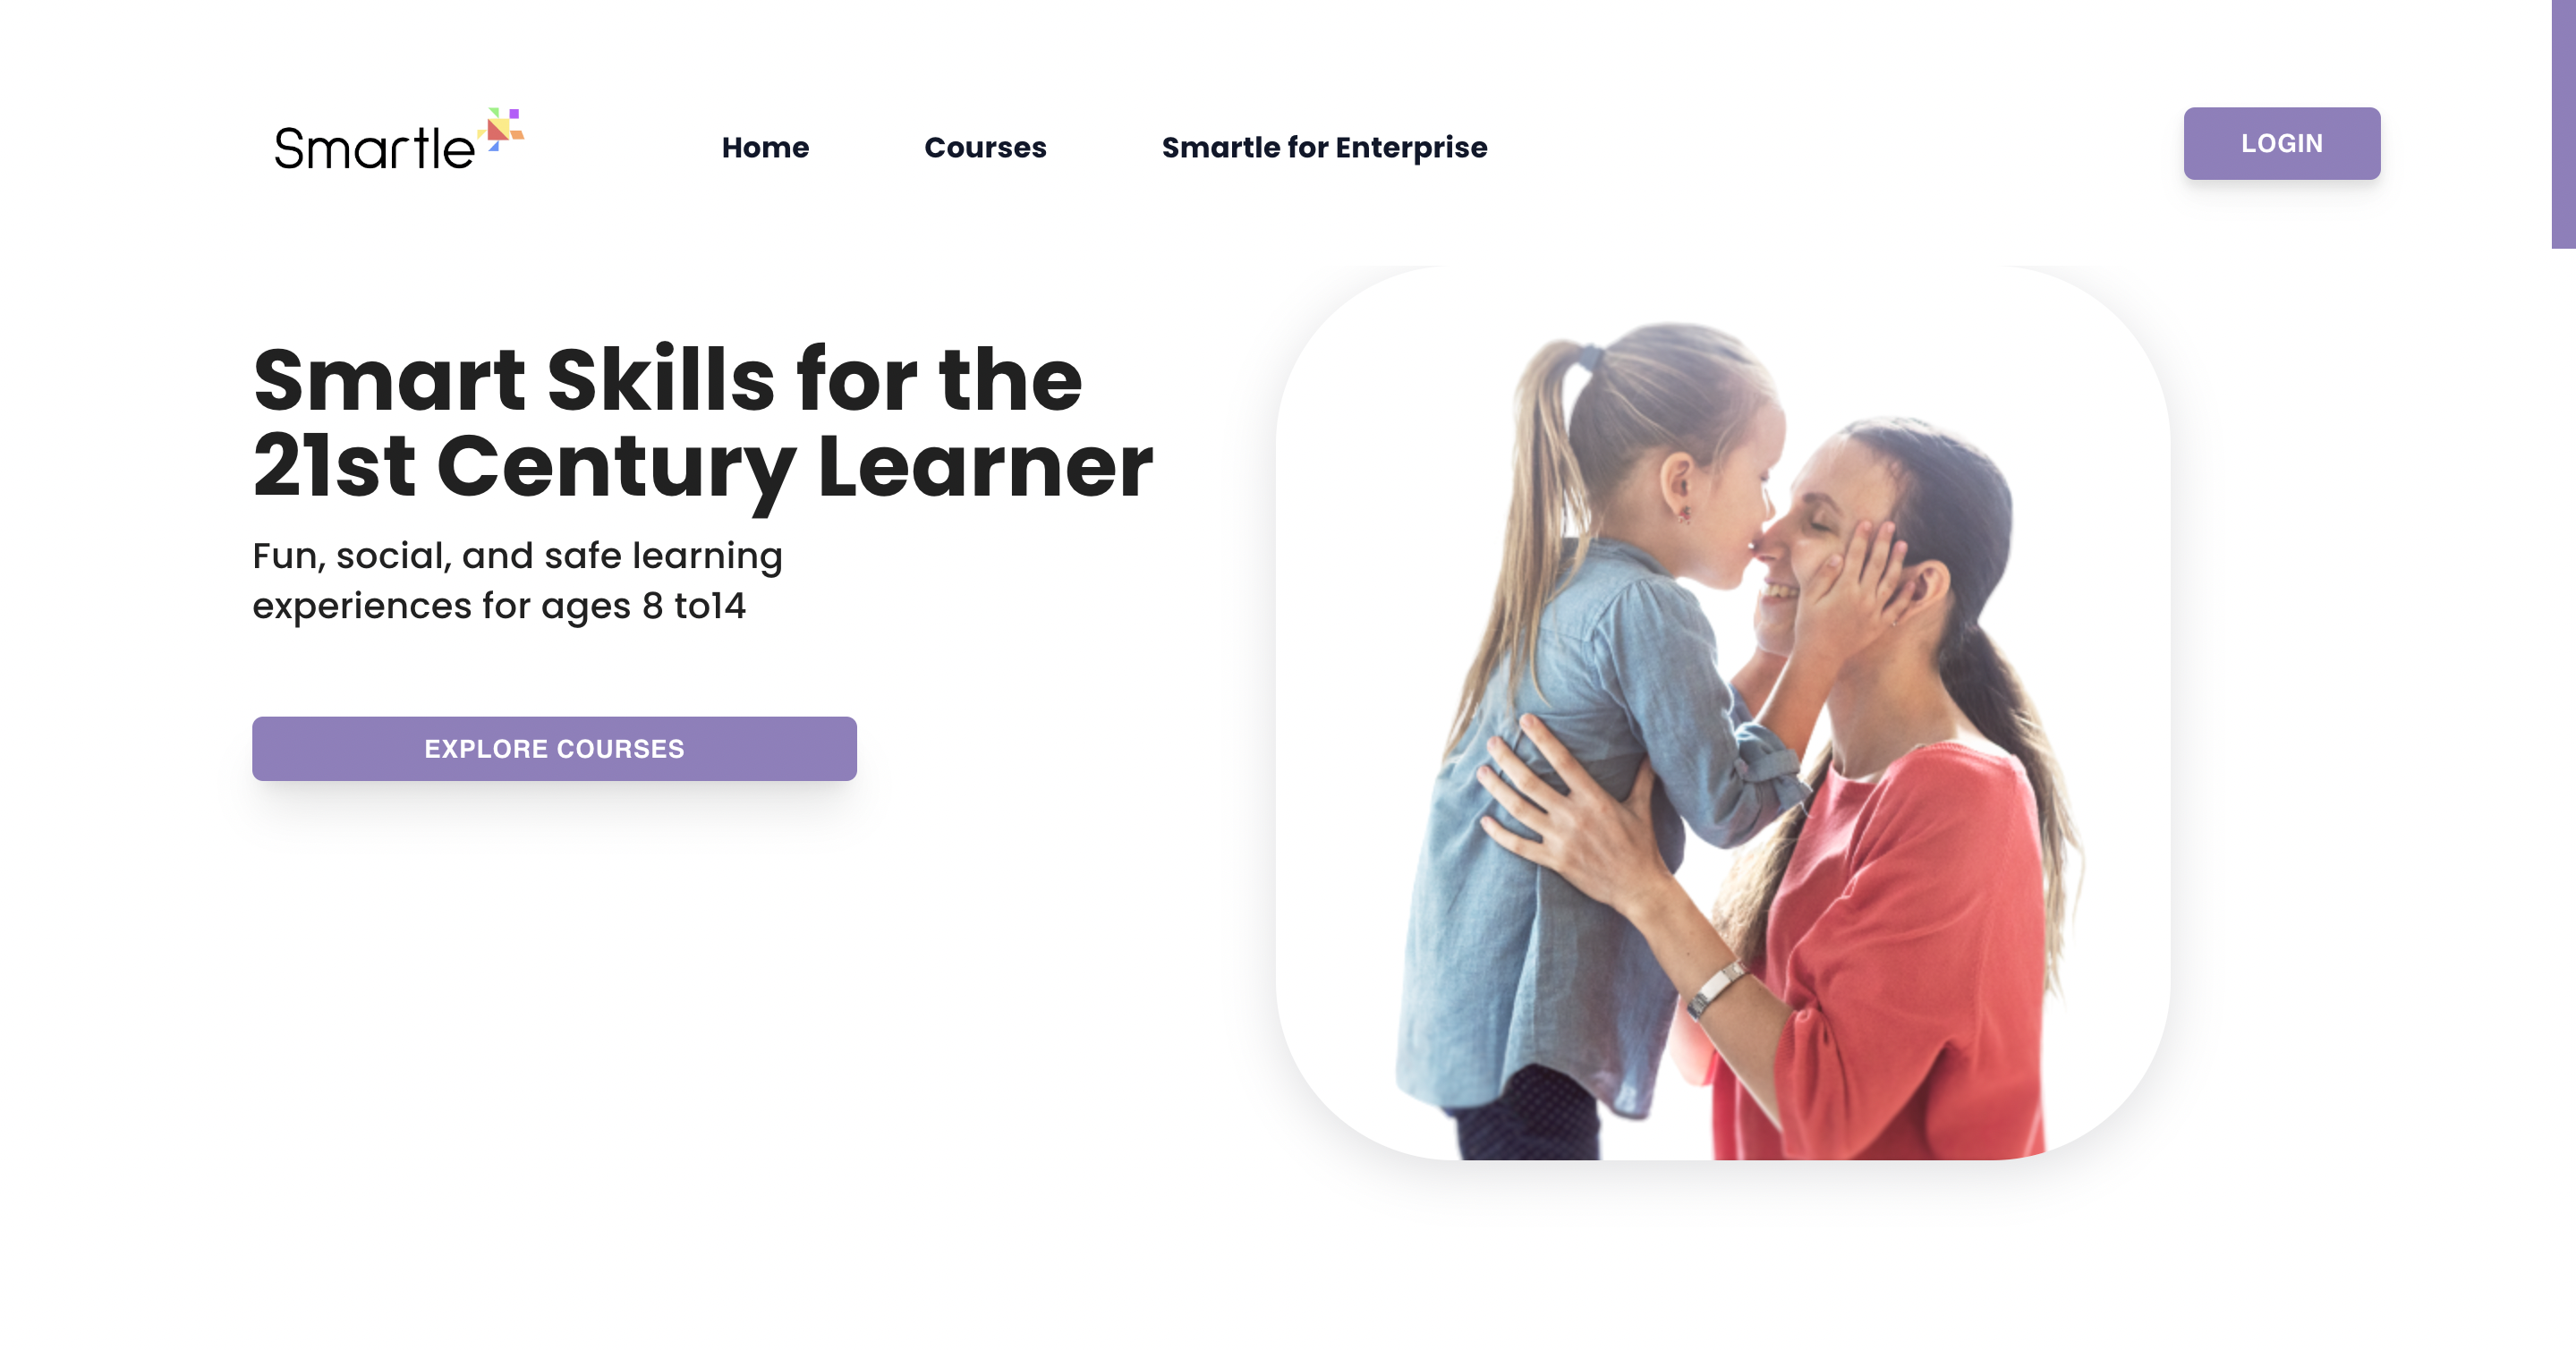 Smartle
Home
Courses
Smartle for Enterprise
LOGIN
Smart Skills for the
21st Century Learner
Fun, social, and safe learning
experiences for ages 8 to14
EXPLORE COURSES